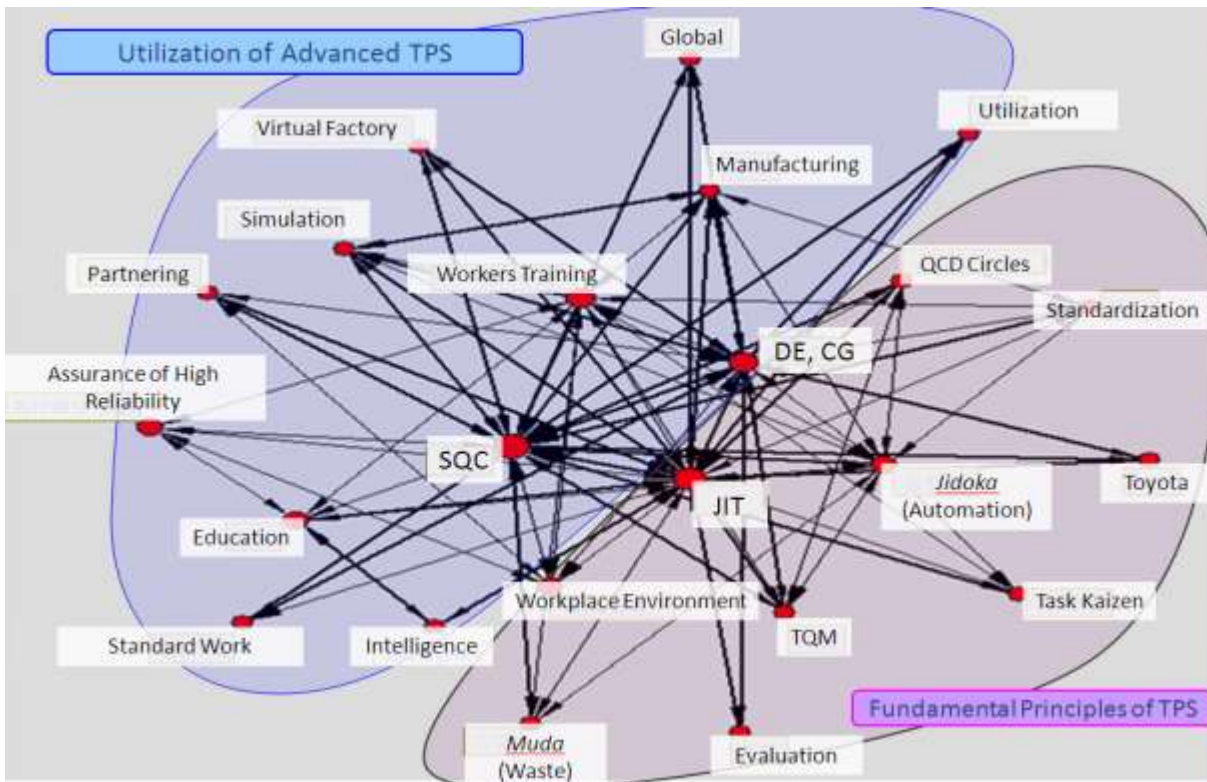 Utilization of Advanced TPS
Global
Utilization
Virtual Factory
Manufacturing
Simulation
Partnering
Workers Training
QCD Circles
Standardization
DE, CG
Assurance of High
Reliability
SQC
JIT
Jidoka
(Automation)
Toyota
Education
Workplace Environment
Task Kaizen
Standard Work
Intelligence
TQM
Fundamental Principles of TPS
Muda
(Waste)
Evaluation